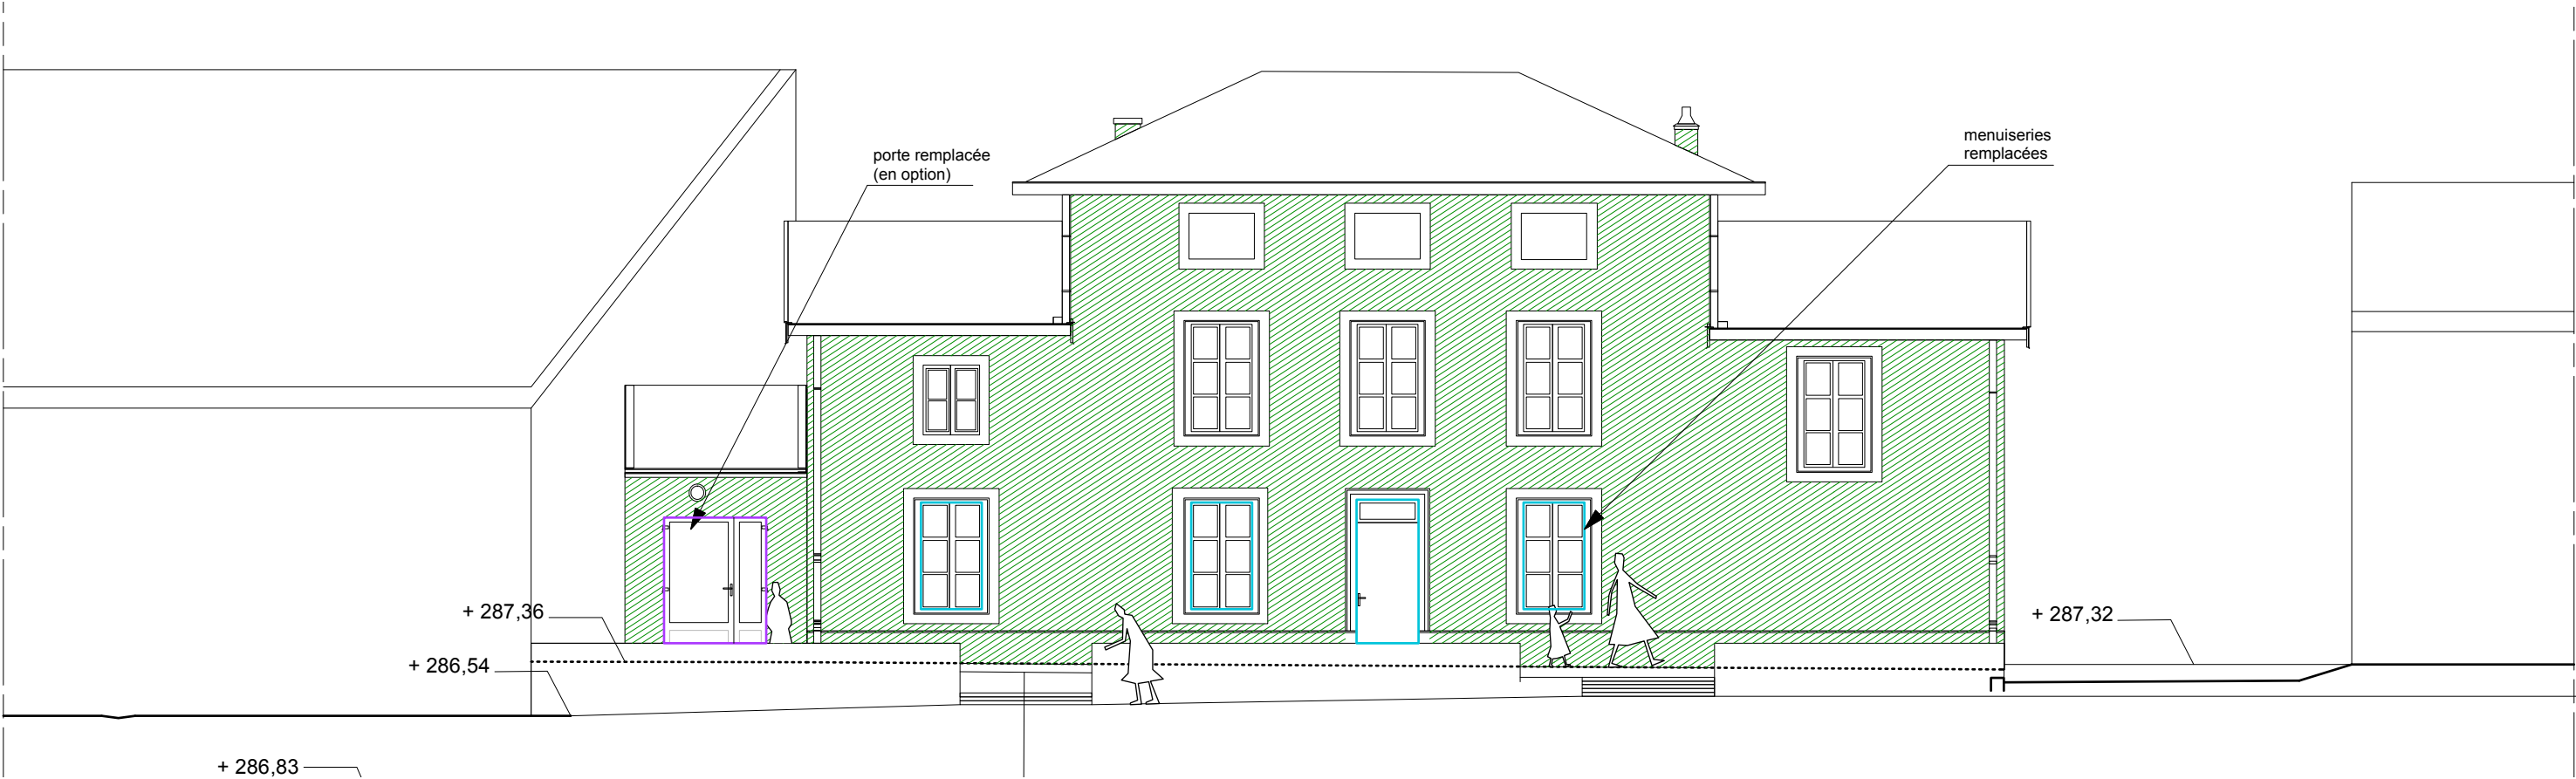 menuiseries
remplacées
porte remplacée
(en option)
+ 287,36
+ 287,32
+ 286,54
+ 286,83